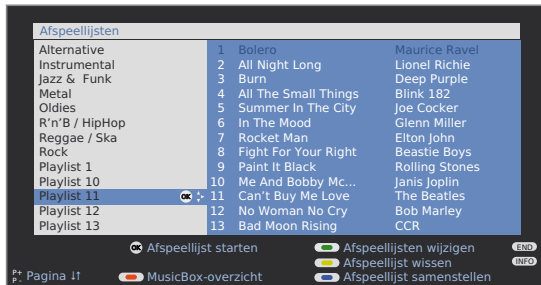 Afspeellijsten
Alternative 1 Bolero Maurice Ravel
Instrumental 2 All Night Long Lionel Richie
Jazz & Funk 3 Burn Deep Purple
Metal 4 All The Small Things Blink 182
Oldies 5 Summer In The City Joe Cocker
R'n'B / HipHop 6 In The Mood Glenn Miller
Reggae / Ska 7 Rocket Man Elton John
Rock 8 Fight For Your Right Beastie Boys
Playlist 1 9 Paint It Black Rolling Stones
Playlist 10 10 Me And Bobby Mc... Janis Joplin
Playlist 11 OK 11 Can't Buy Me Love The Beatles
Playlist 12 12 No Woman No Cry Bob Marley
Playlist 13 13 Bad Moon Rising CCR
OK Afspeellijst starten Afspeellijsten wijzigen END
Afspeellijst wissen INFO
P+ P- Pagina ↓↑ MusicBox-overzicht Afspeellijst samenstellen